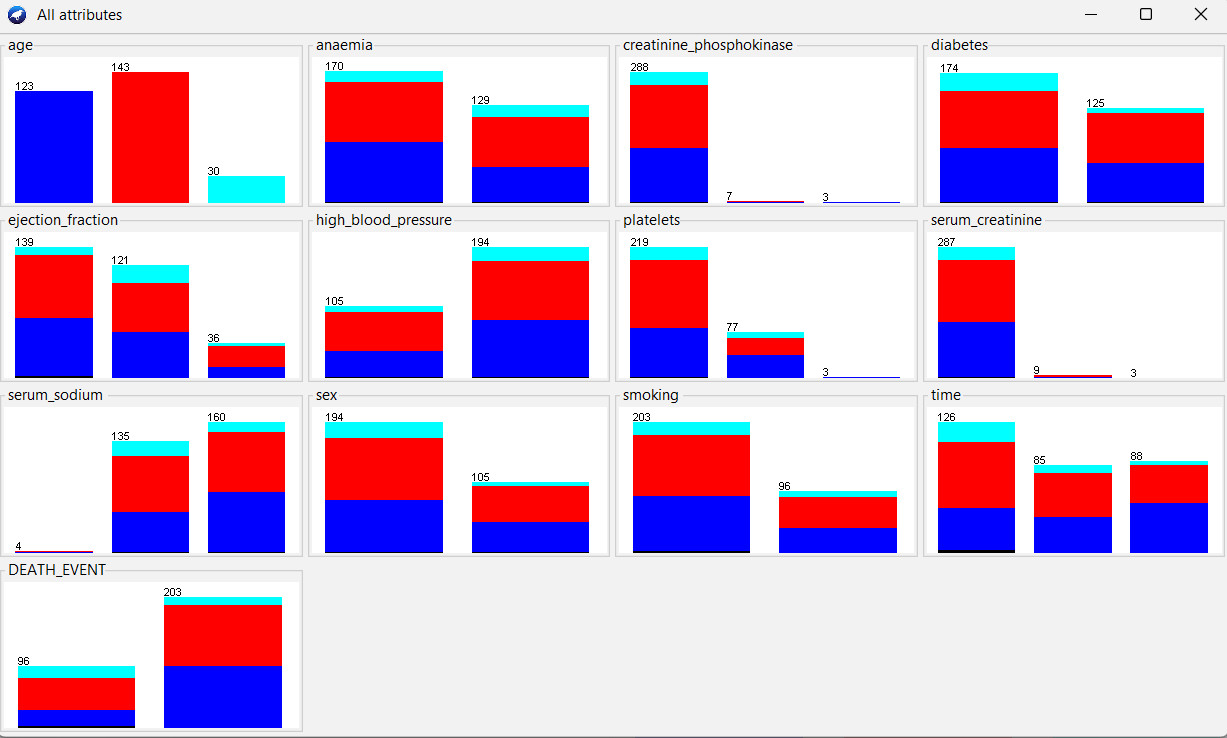 All attributes
age
anaemia
creatinine_phosphokinase
diabetes
123
143
30
170
129
288
7
3
174
125
ejection_fraction
high_blood_pressure
platelets
serum_creatinine
139
121
36
105
194
219
77
3
287
9
3
serum_sodium
sex
smoking
time
4
135
160
194
105
203
96
126
85
88
DEATH_EVENT
96
203